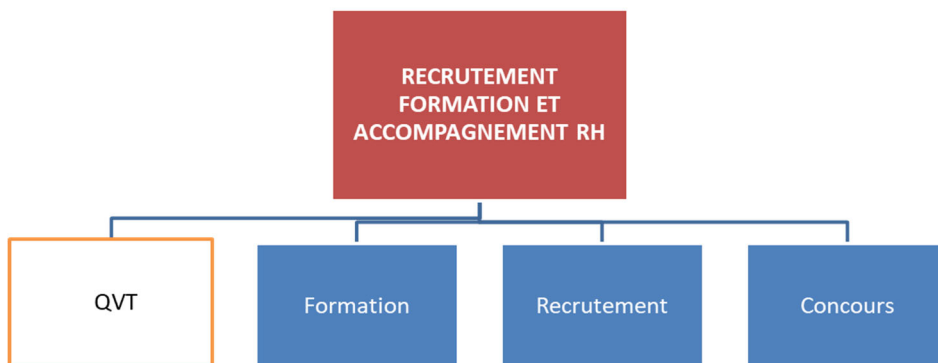 RECRUTEMENT
FORMATION ET
ACCOMPAGNEMENT RH
QVT
Formation
Recrutement
Concours